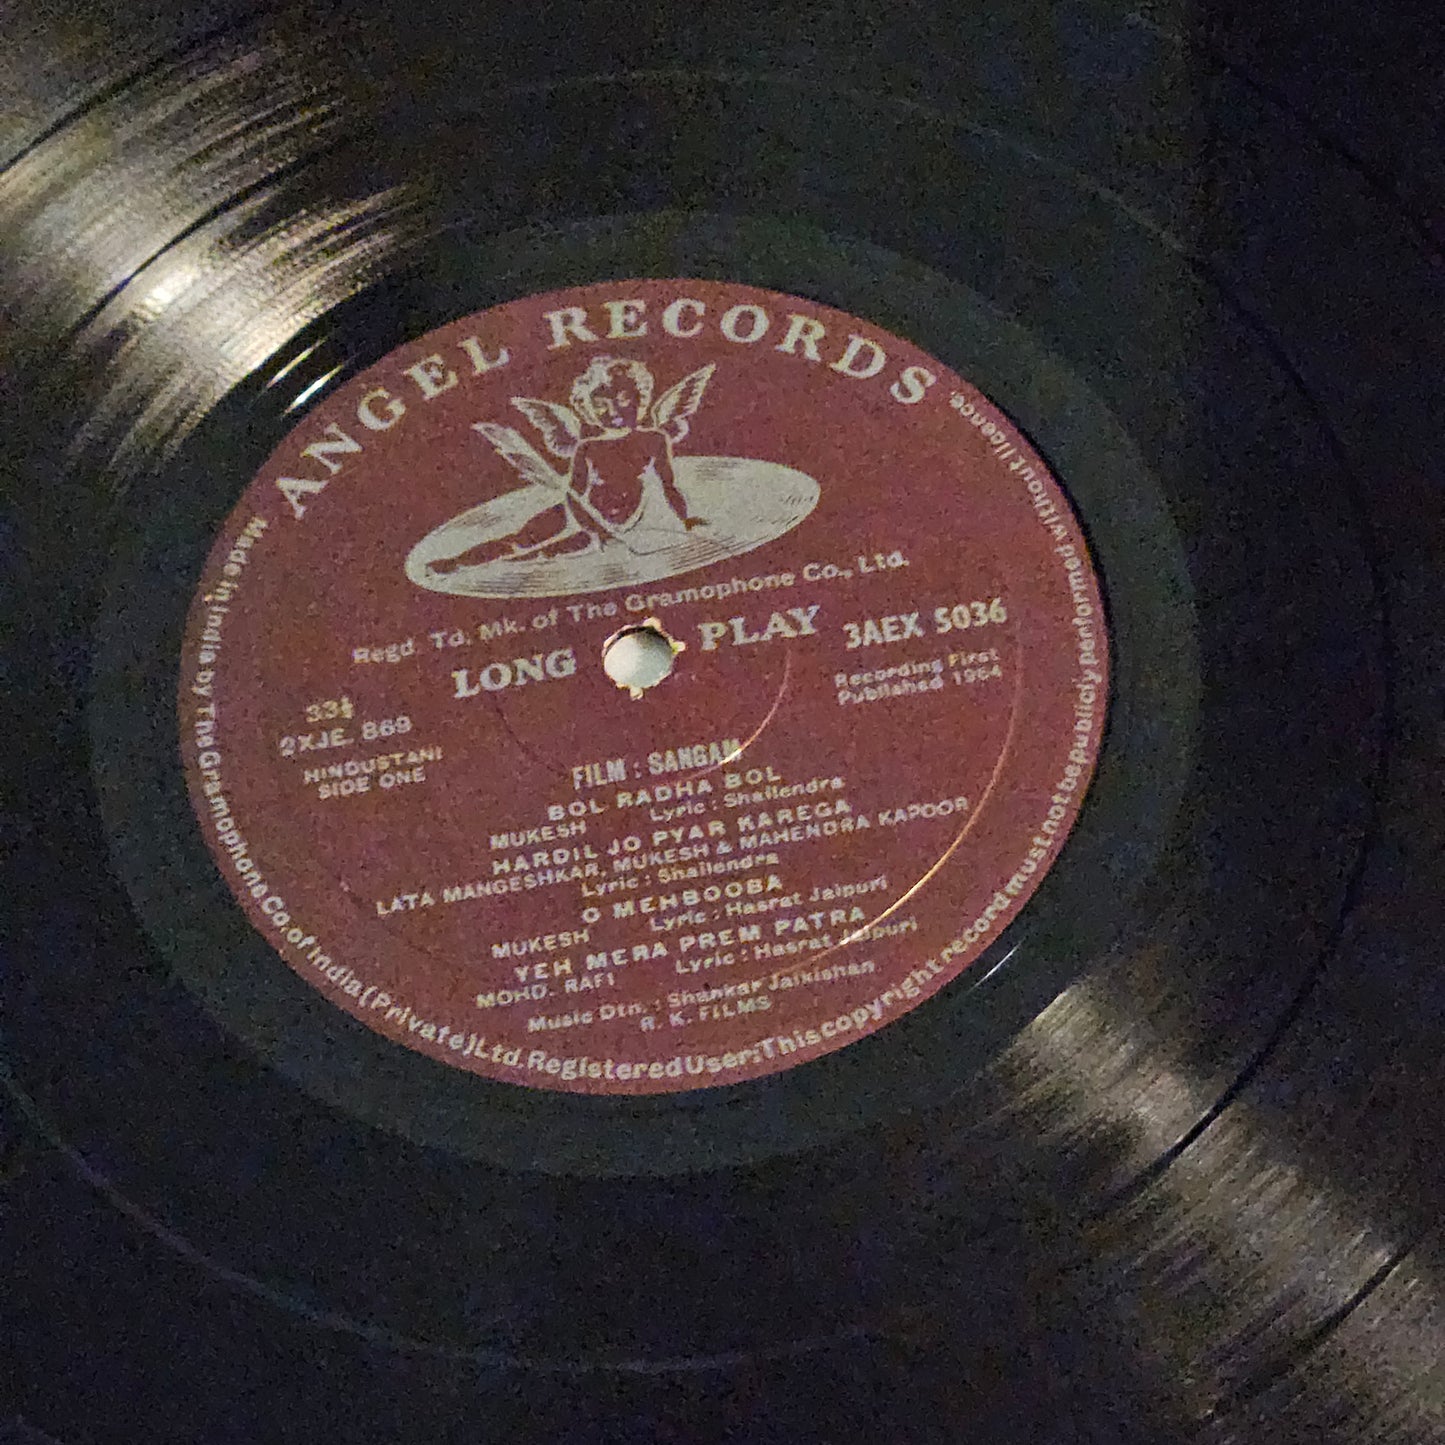 ANGEL RECORDS
Regd. Td. Mk. of The Gramophone Co., Ltd.
LONG PLAY
3AEX 5036
Recording First
Published 1964
33⅓
2XJE. 869
HINDUSTANI
SIDE ONE
FILM : SANGAM
BOL RADHA BOL
MUKESH Lyric : Shailendra
HARDIL JO PYAR KAREGA
LATA MANGESHKAR, MUKESH & MAHENDRA KAPOOR
Lyric : Shailendra
O MEHBOOBA
MUKESH Lyric : Hasrat Jaipuri
YEH MERA PREM PATRA
MOHD. RAFI Lyric : Hasrat Jaipuri
Music Dtn. : Shankar Jaikishan
R. K. FILMS
Made in India by The Gramophone Co. of India (Private) Ltd. Registered User: This copyright record must not be publicly performed without licence.